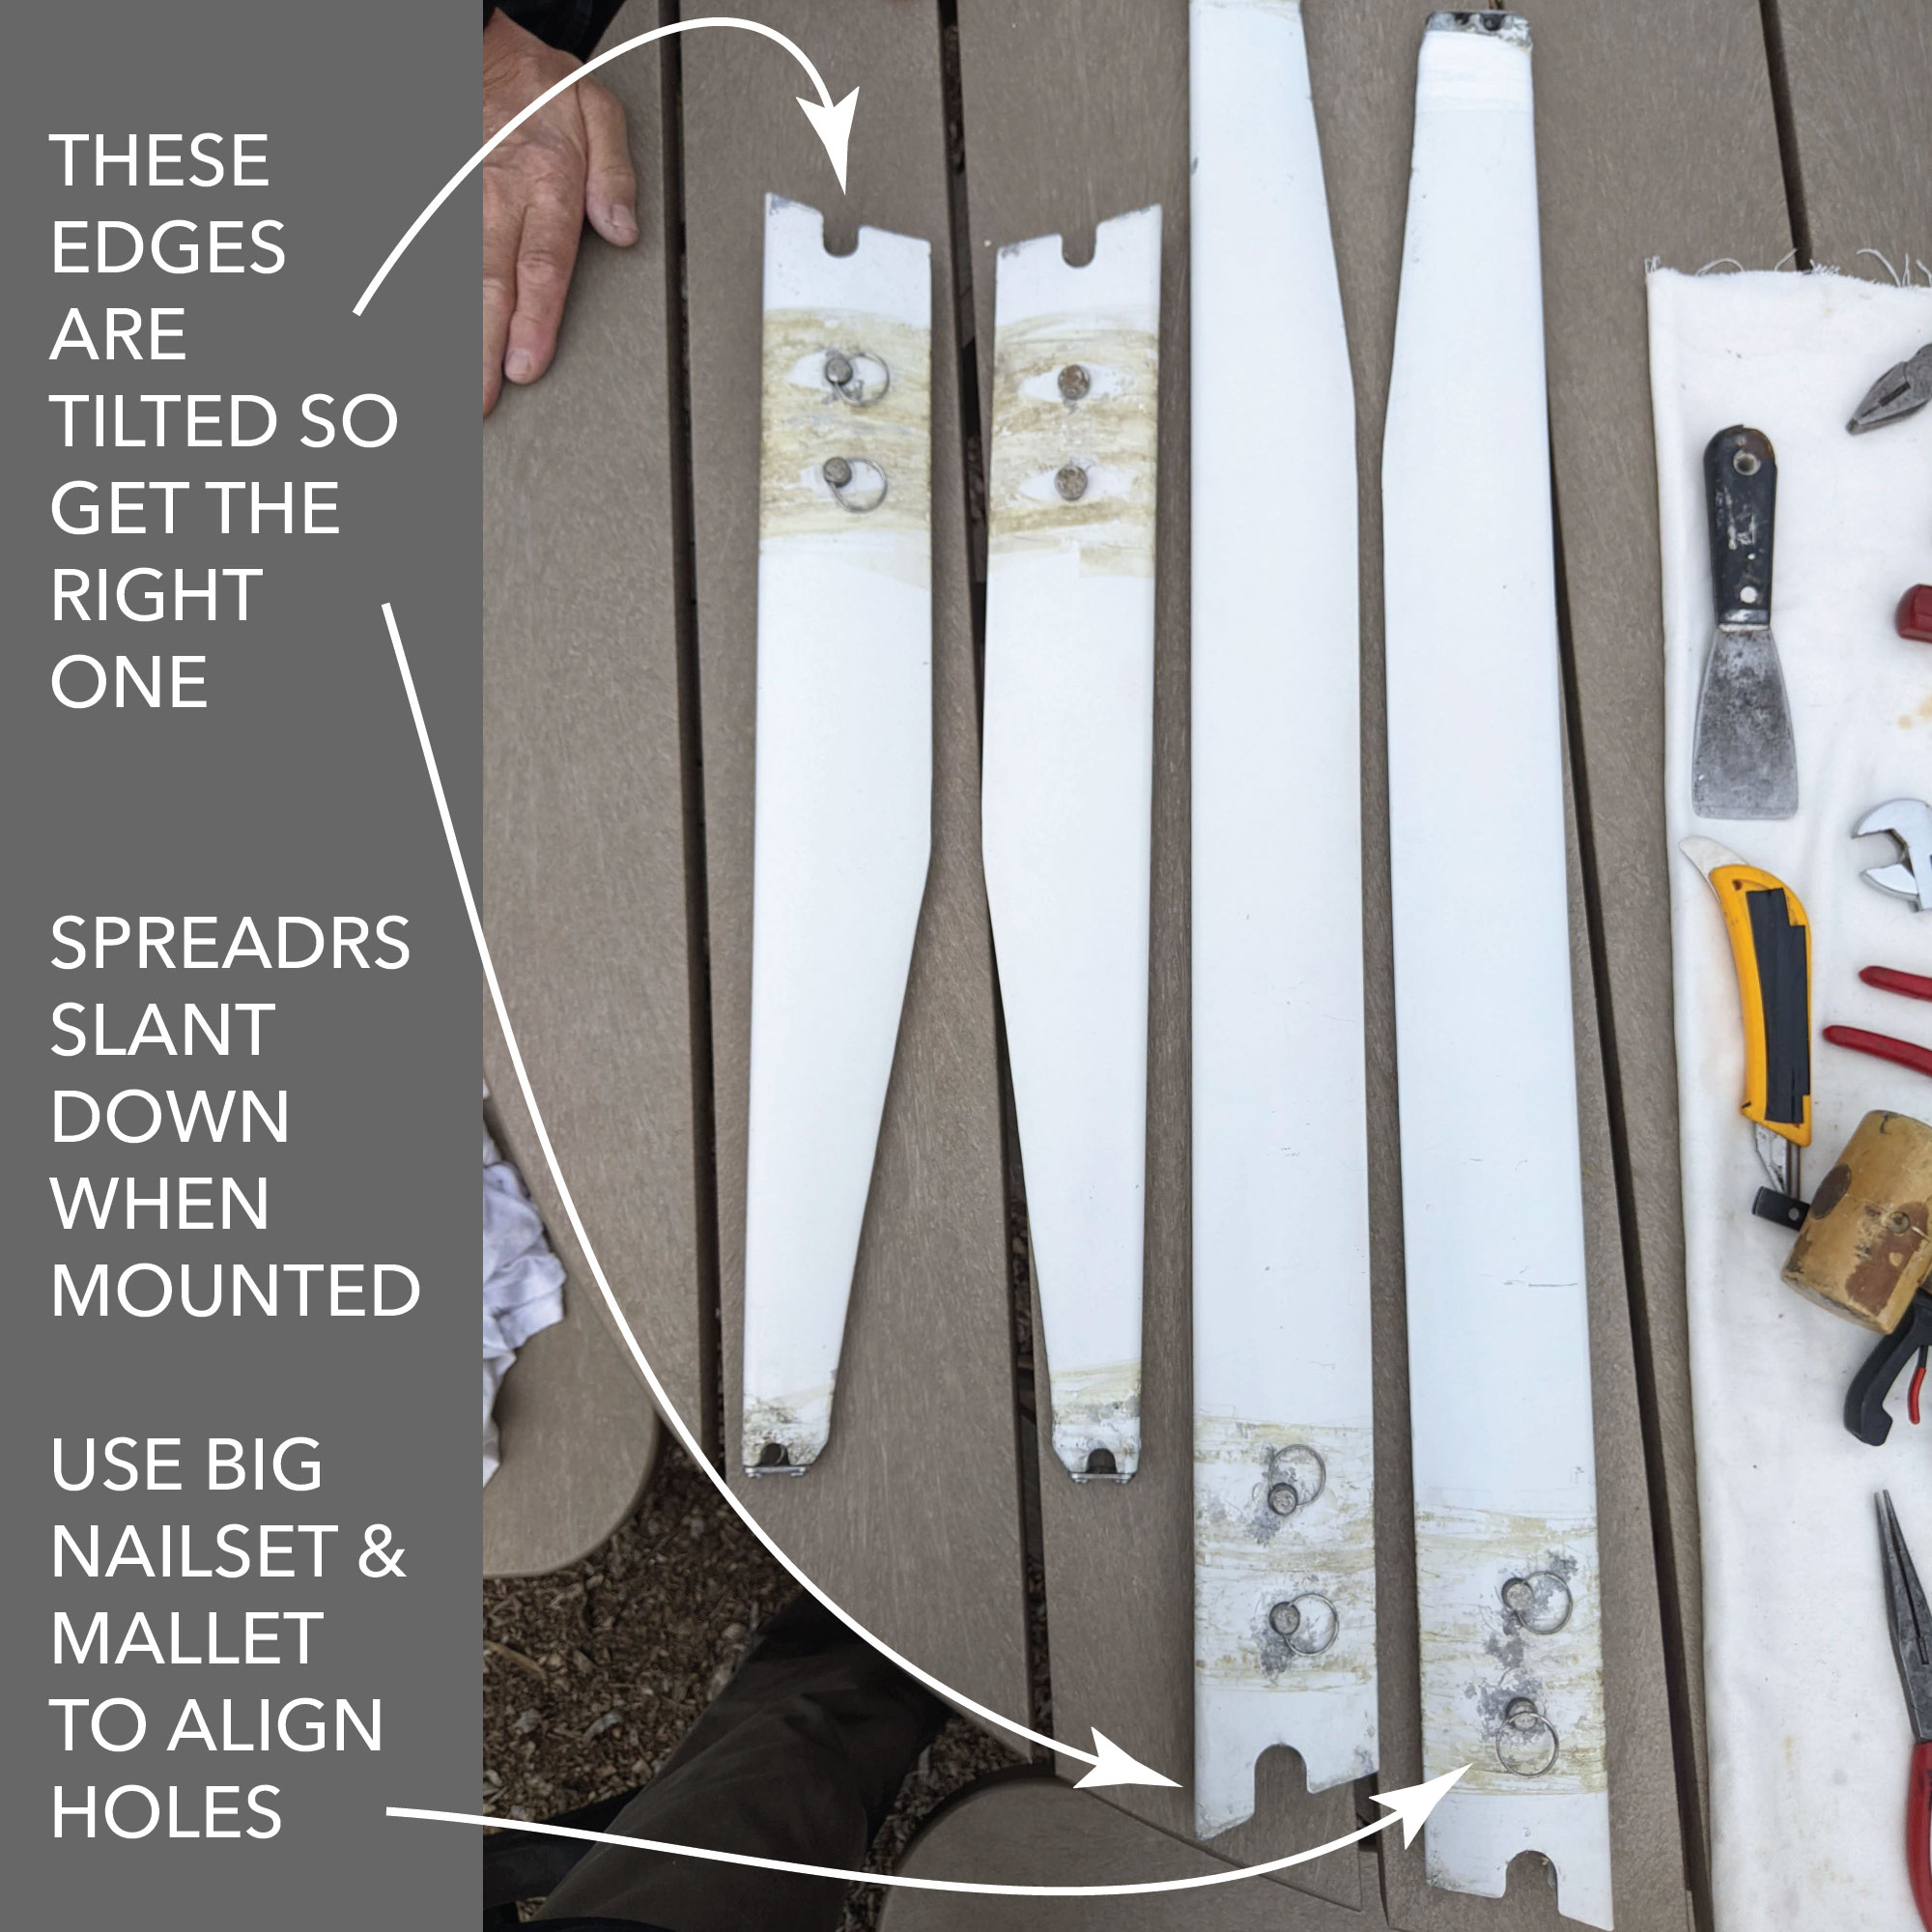 THESE
EDGES
ARE
TILTED SO
GET THE
RIGHT
ONE
SPREADRS
SLANT
DOWN
WHEN
MOUNTED
USE BIG
NAILSET &
MALLET
TO ALIGN
HOLES